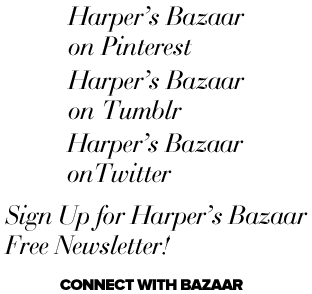 Harper's Bazaar
on Pinterest
Harper's Bazaar
on Tumblr
Harper's Bazaar
onTwitter
Sign Up for Harper's Bazaar
Free Newsletter!
CONNECT WITH BAZAAR